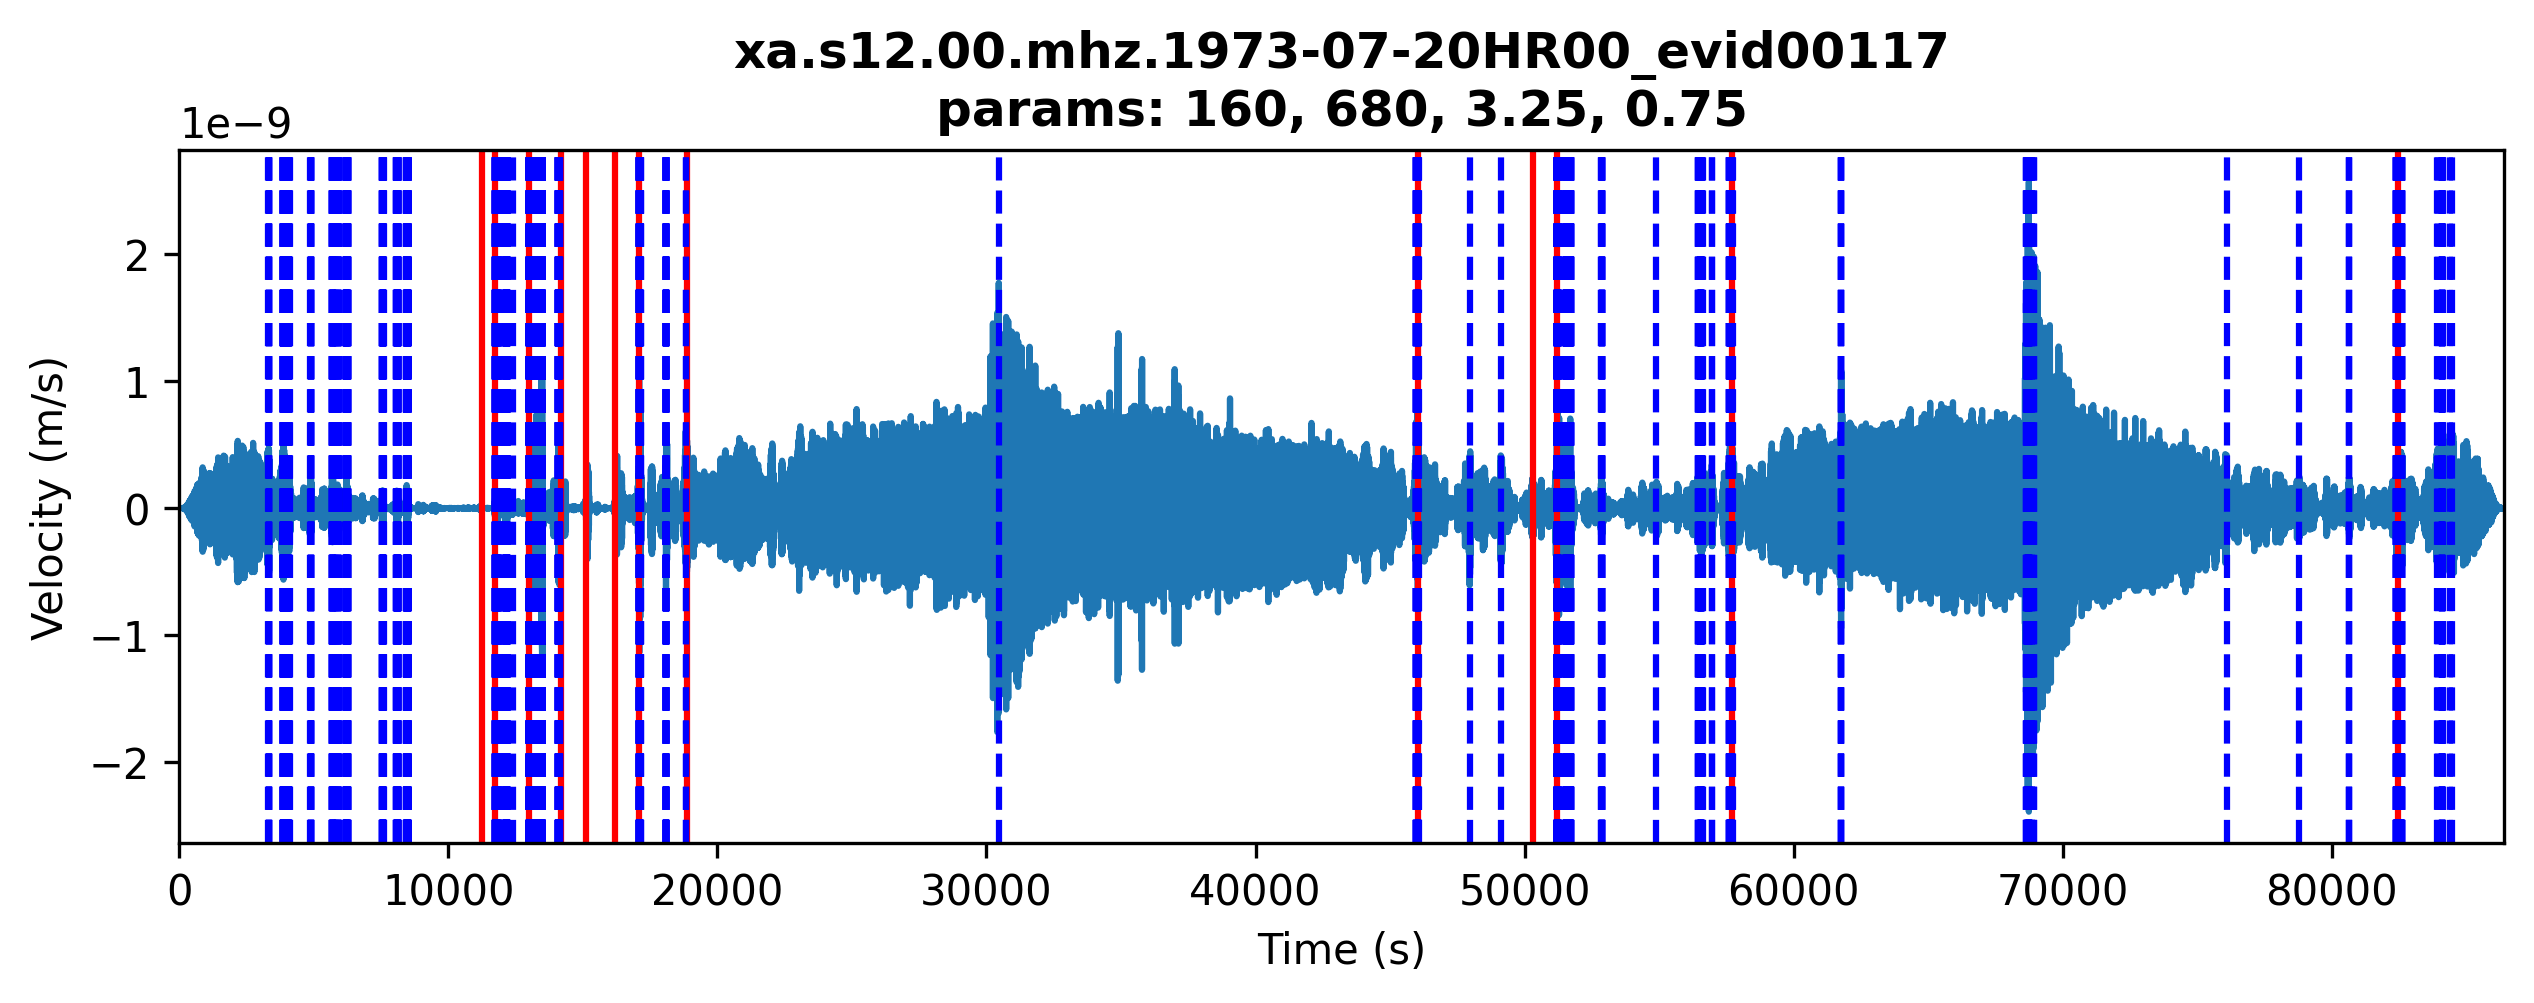 xa.s12.00.mhz.1973-07-20HR00_evid00117
params: 160, 680, 3.25, 0.75
1e−9
2
1
0
−1
−2
Velocity (m/s)
0 10000 20000 30000 40000 50000 60000 70000 80000
Time (s)